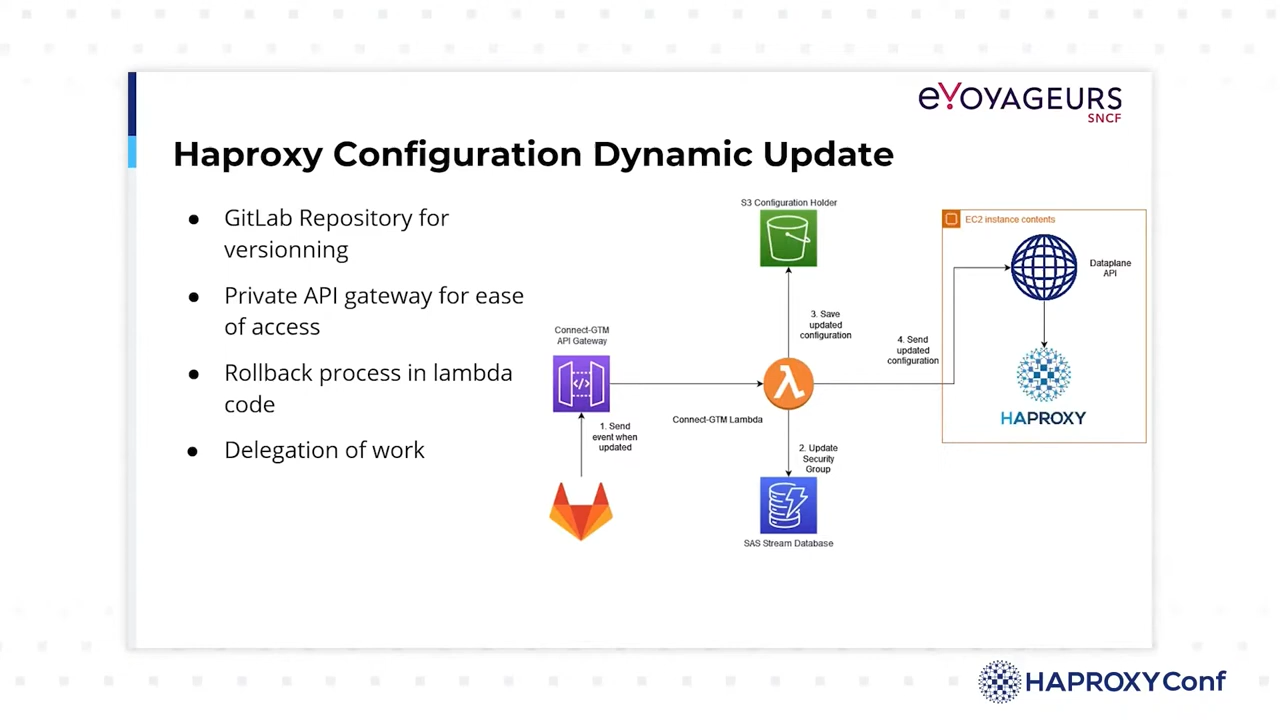 eVOYAGEURS
SNCF
Haproxy Configuration Dynamic Update
● GitLab Repository for
versionning
● Private API gateway for ease
of access
● Rollback process in lambda
code
● Delegation of work
S3 Configuration Holder
EC2 instance contents
Dataplane
API
HAPROXY
3. Save
updated
configuration
4. Send
updated
configuration
Connect-GTM
API Gateway
</>
Connect-GTM Lambda
λ
1. Send
event when
updated
2. Update
Security
Group
SAS Stream Database
HAPROXYConf